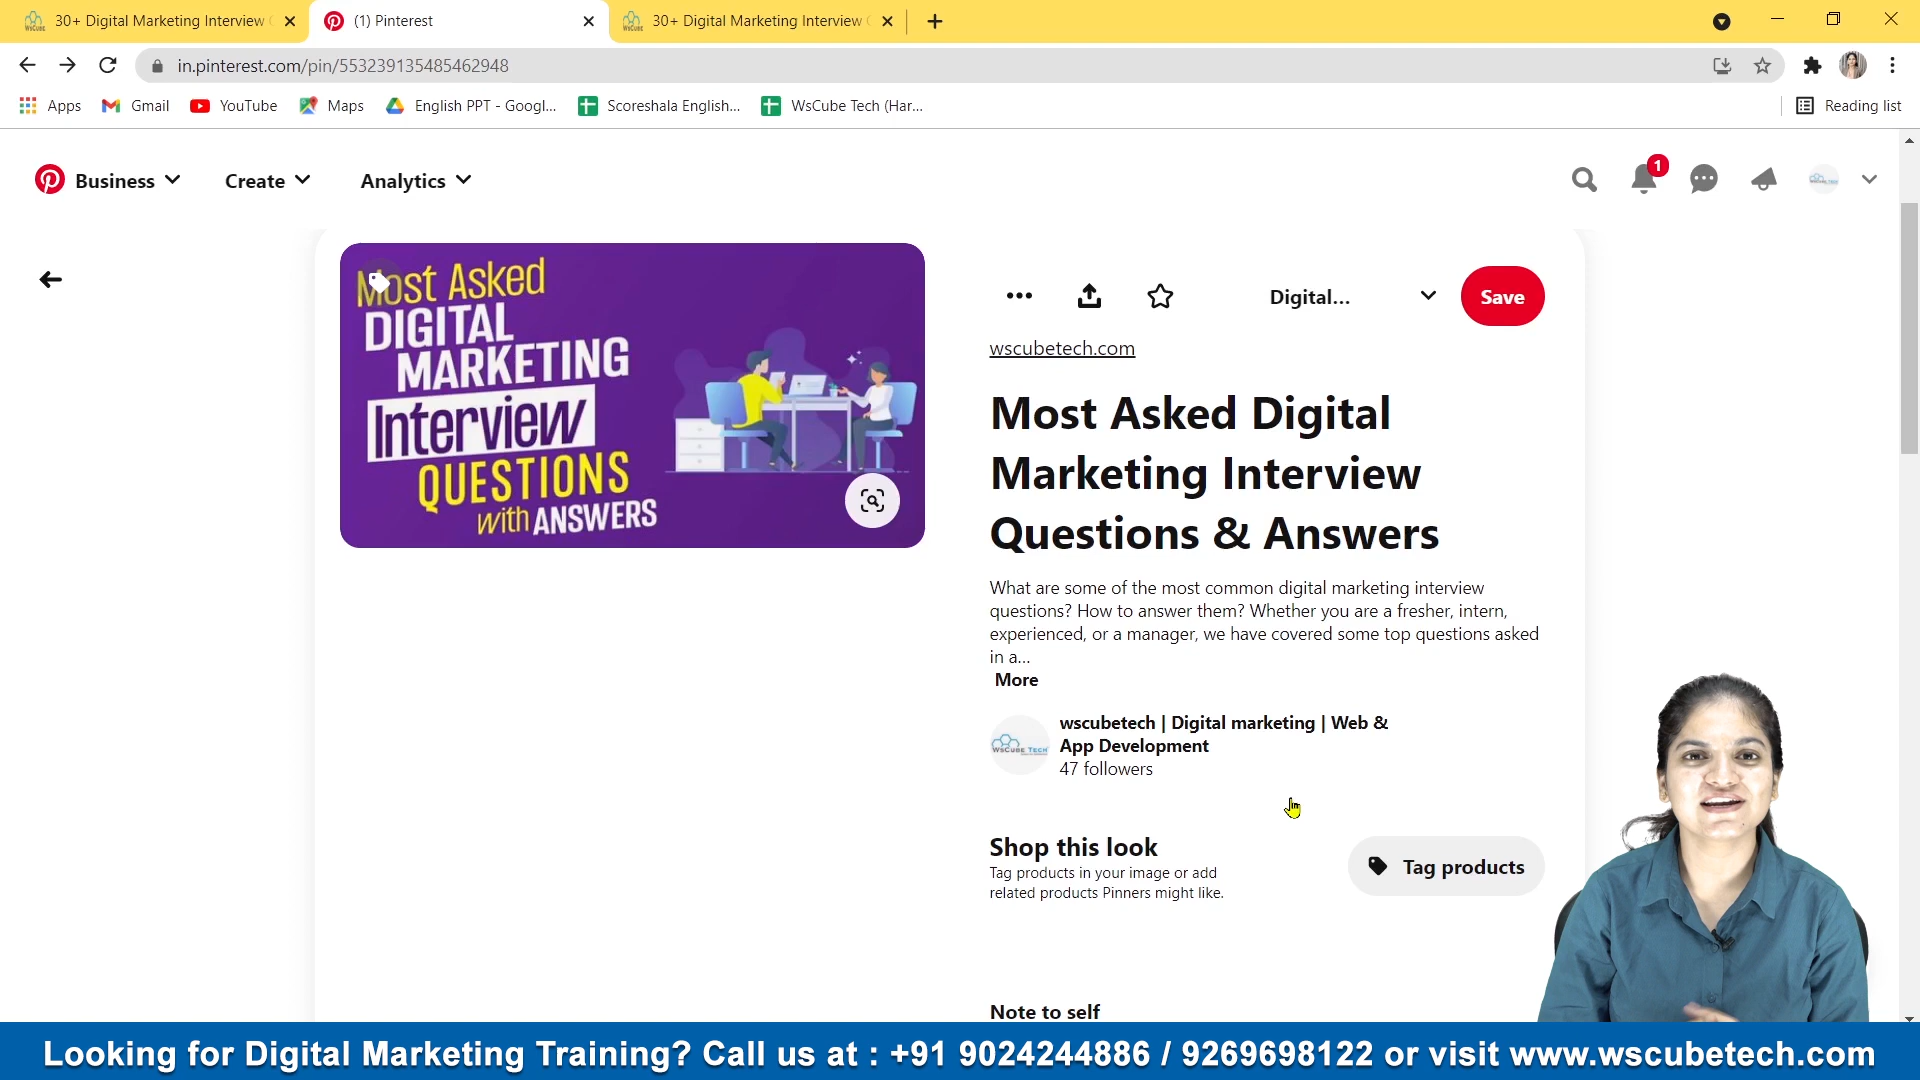 30+ Digital Marketing Interview
(1) Pinterest
30+ Digital Marketing Interview
in.pinterest.com/pin/553239135485462948
Apps
Gmail
YouTube
Maps
English PPT - Googl...
Scoreshala English...
WsCube Tech (Har...
Reading list
Business
Create
Analytics
1
Most Asked
DIGITAL
MARKETING
Interview
QUESTIONS
with ANSWERS
Digital...
Save
wscubetech.com
Most Asked Digital
Marketing Interview
Questions & Answers
What are some of the most common digital marketing interview
questions? How to answer them? Whether you are a fresher, intern,
experienced, or a manager, we have covered some top questions asked
in a...
More
WsCube Tech
wscubetech | Digital marketing | Web &
App Development
47 followers
Shop this look
Tag products in your image or add
related products Pinners might like.
Tag products
Note to self
Looking for Digital Marketing Training? Call us at : +91 9024244886 / 9269698122 or visit www.wscubetech.com